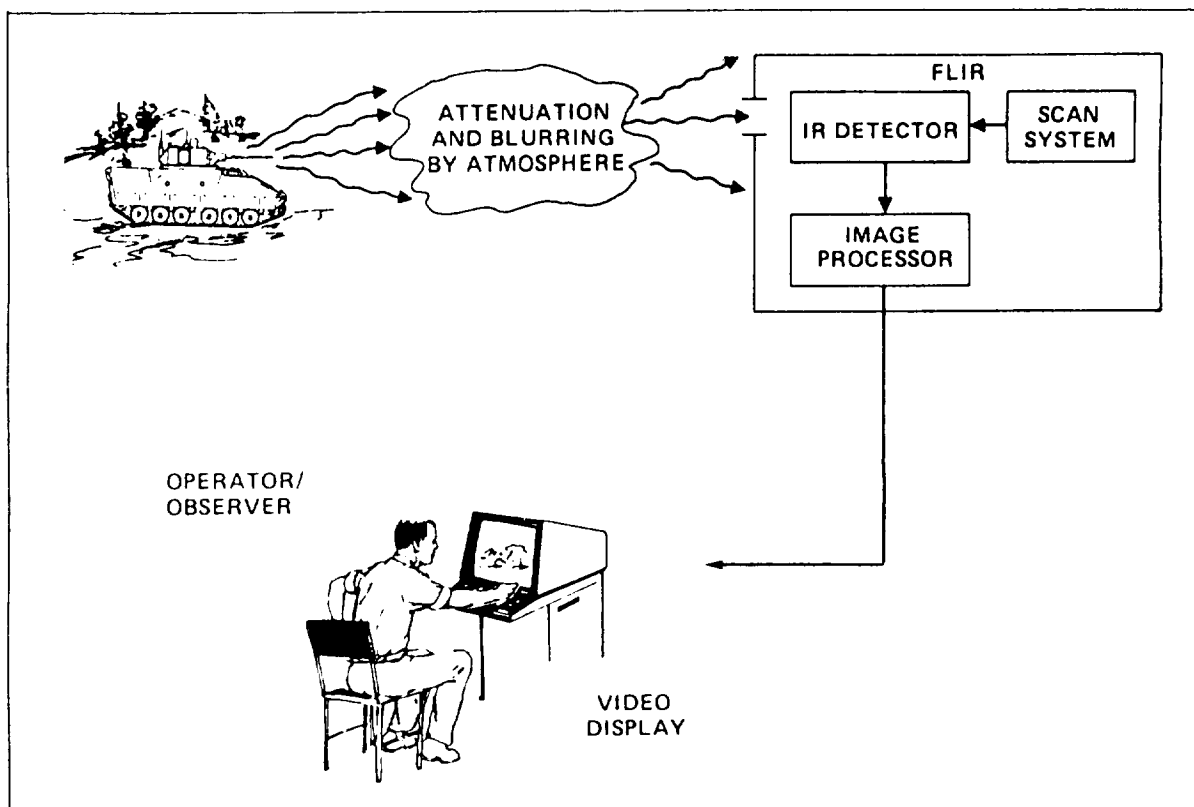 ATTENUATION
AND BLURRING
BY ATMOSPHERE
FLIR
IR DETECTOR
SCAN
SYSTEM
IMAGE
PROCESSOR
OPERATOR/
OBSERVER
VIDEO
DISPLAY